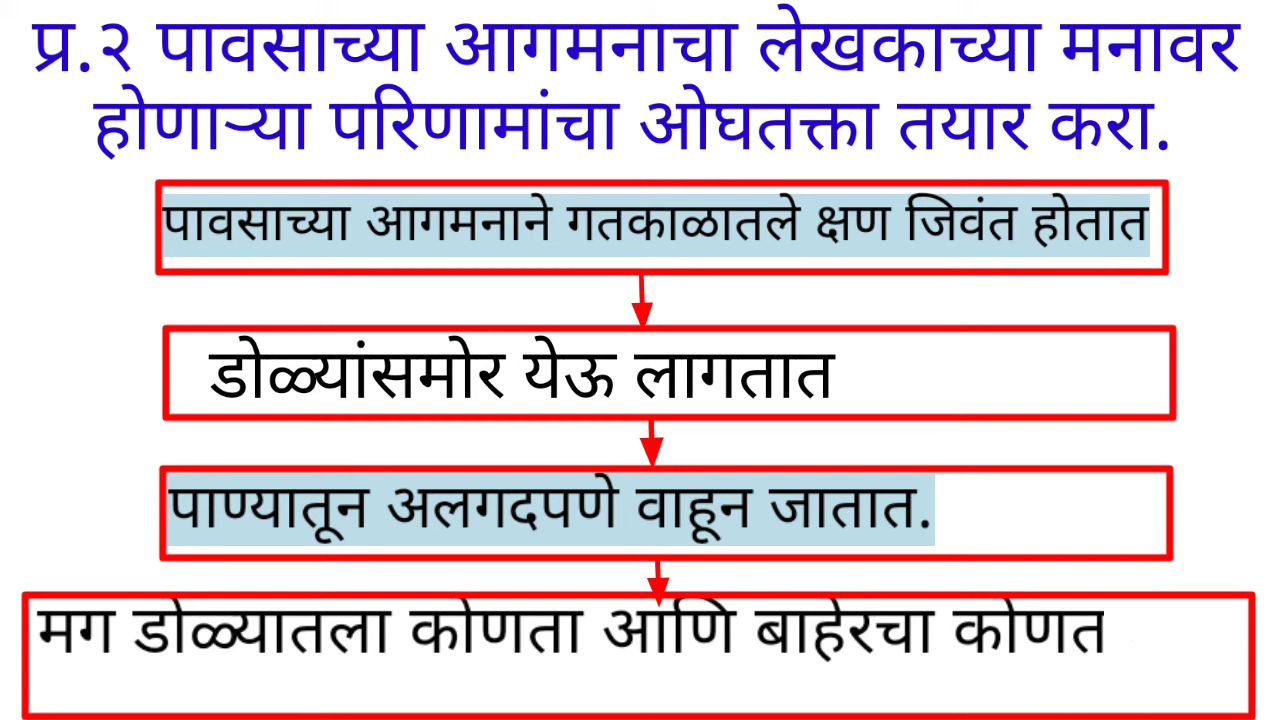 प्र.२ पावसाच्या आगमनाचा लेखकाच्या मनावर
होणाऱ्या परिणामांचा ओघतक्ता तयार करा.
पावसाच्या आगमनाने गतकाळातले क्षण जिवंत होतात
डोळ्यांसमोर येऊ लागतात
पाण्यातून अलगदपणे वाहून जातात.
मग डोळ्यातला कोणता आणि बाहेरचा कोणत